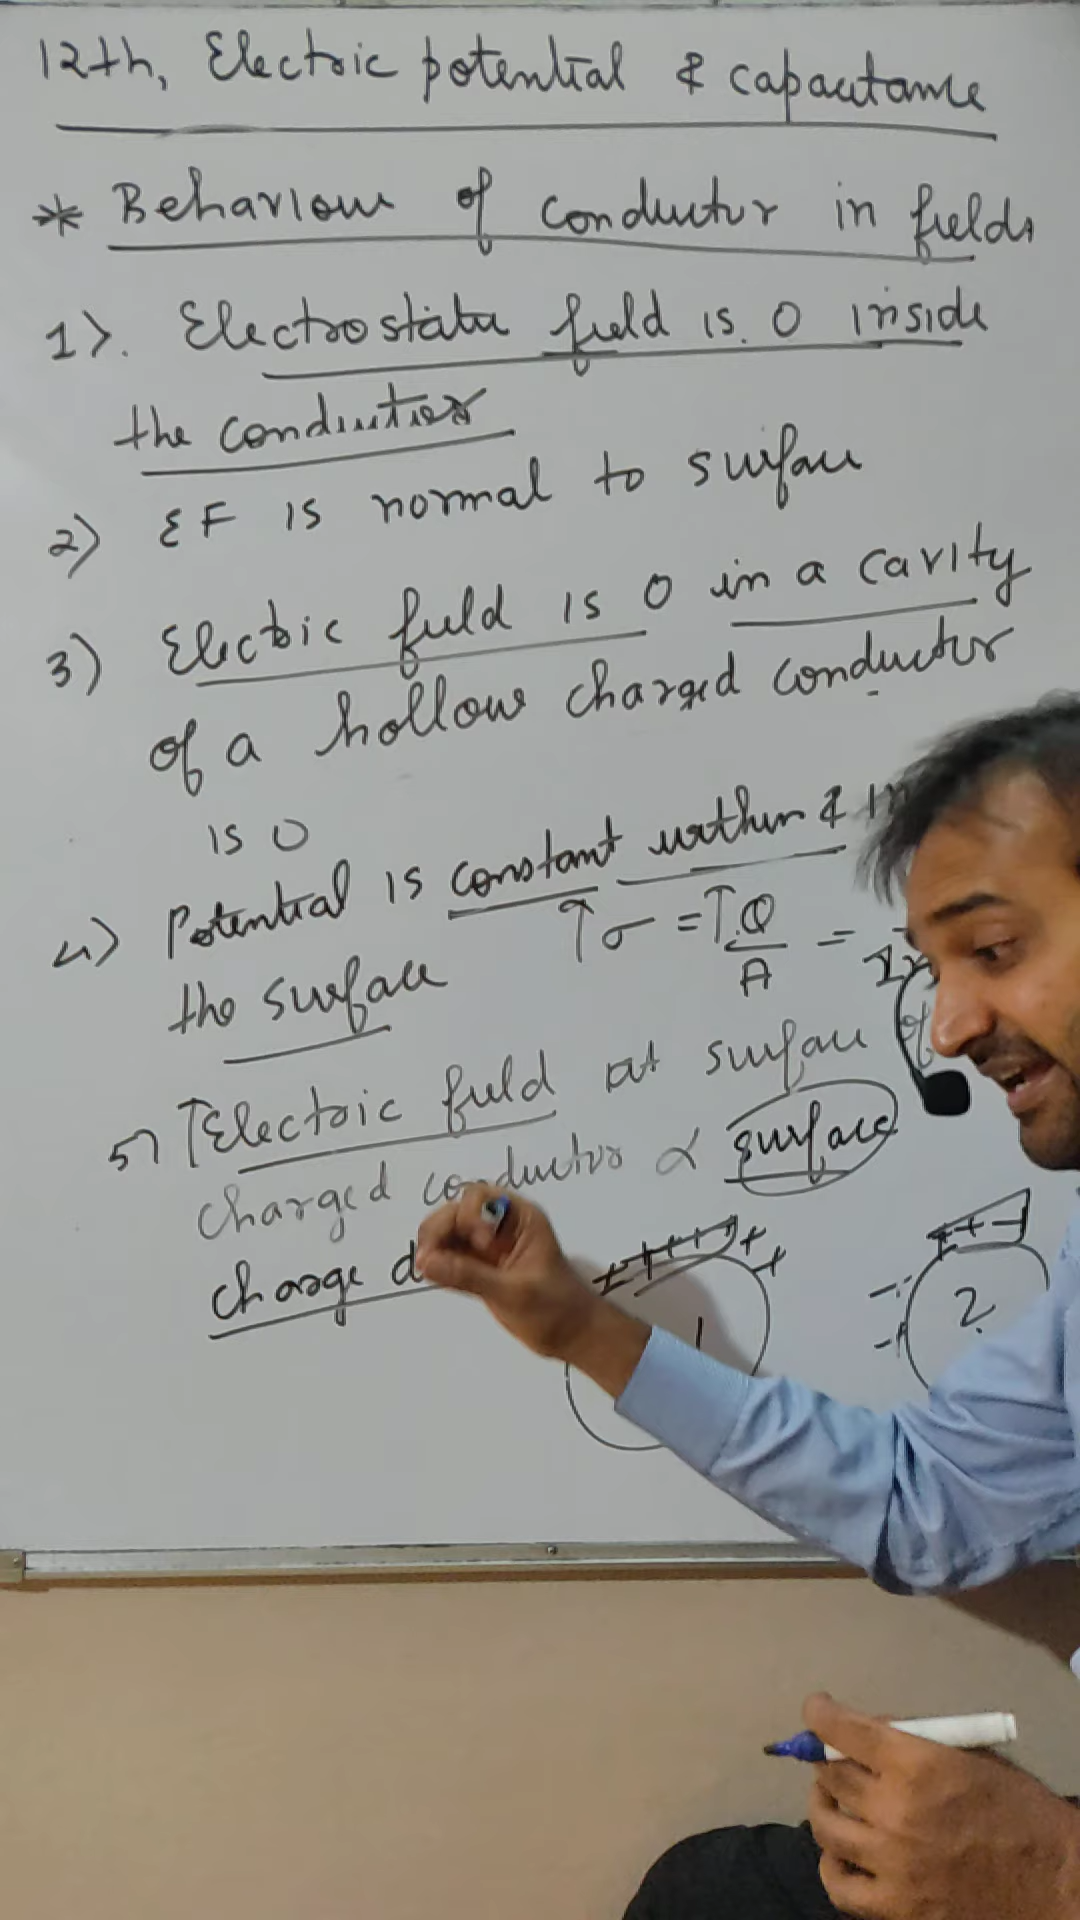 12th, Electric potential & capacitance
* Behaviour of conductor in fields
1). Electrostatic field is 0 inside
the conductor
2) EF is normal to surface
3) Electric field is 0 in a cavity
of a hollow charged conductor
is 0
4) Potential is constant within &
the surface
↑σ = ↑Q/A =
5) ↑Electric field at surface of
charged conductor ∝ surface
charge d
+ + + + + + +
1
+ + -
- -
2